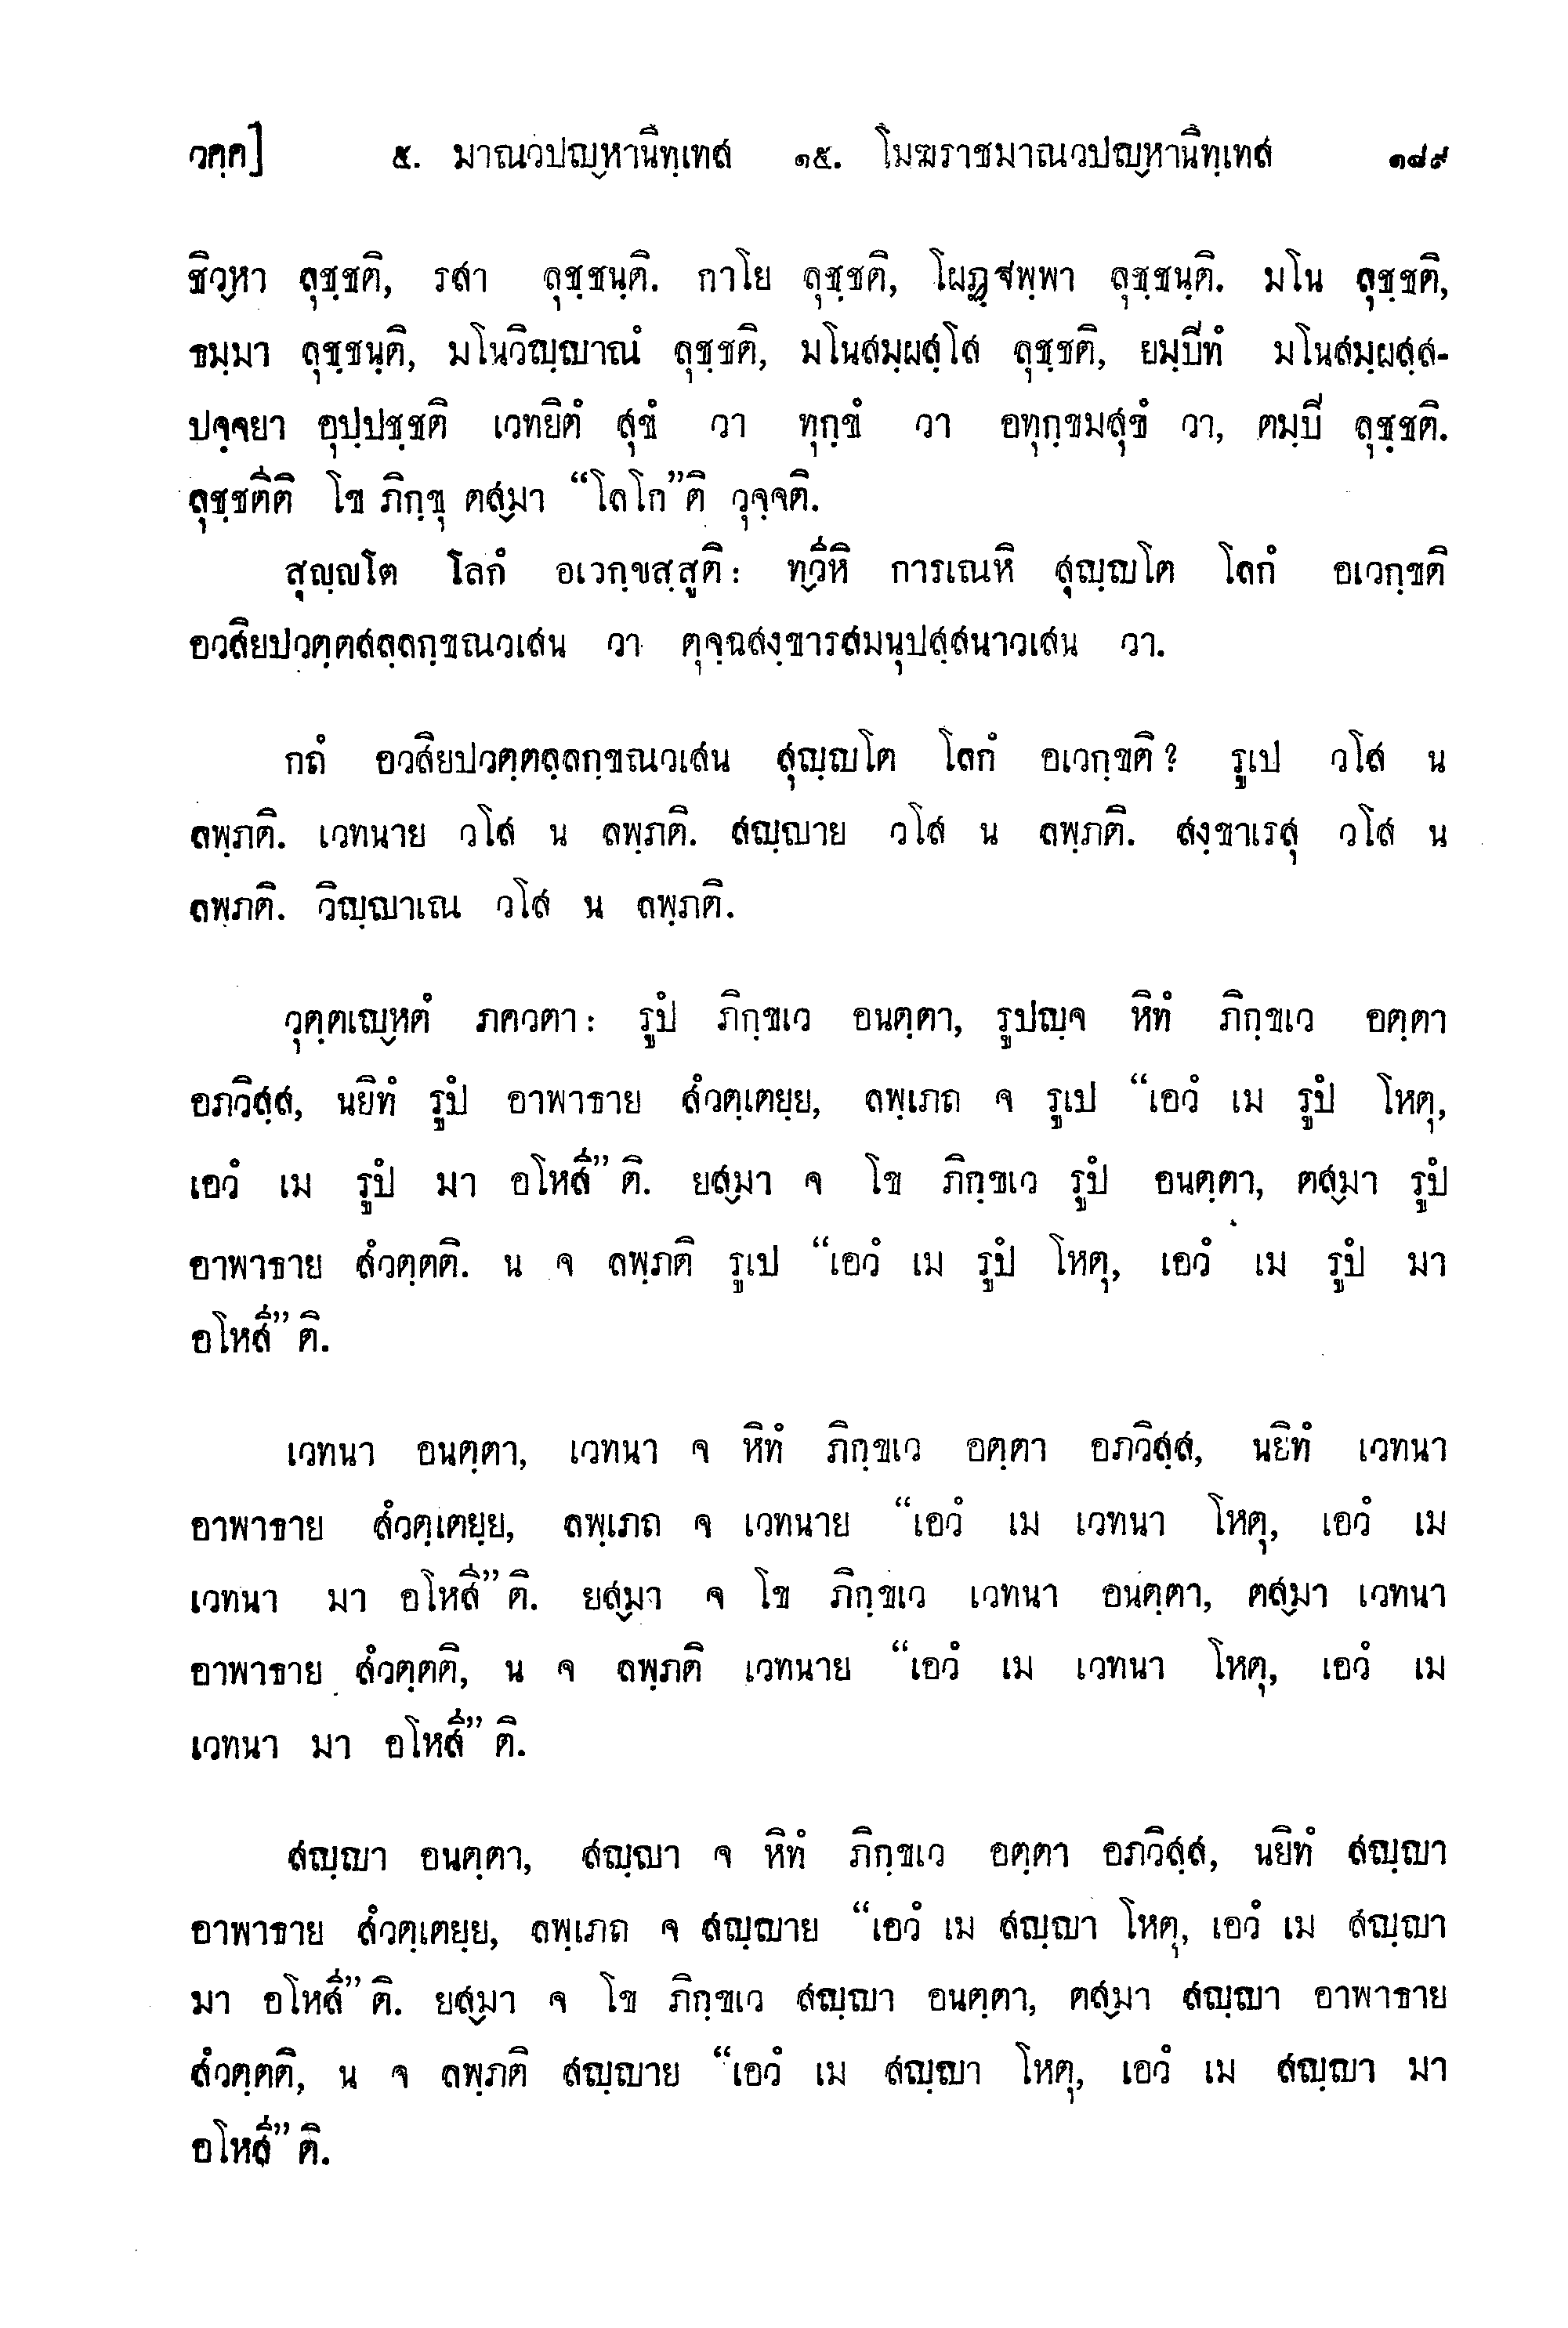 วคฺค]	๕. มาณวปญฺหานิทฺเทส ๑๕. โมฆราชมาณวปญฺหานิทฺเทส	๑๘๙
ชิวฺหา ลุชฺชติ, รสา ลุชฺชนฺติ. กาโย ลุชฺชติ, โผฏฺฐพฺพา ลุชฺชนฺติ. มโน ลุชฺชติ,
ธมฺมา ลุชฺชนฺติ, มโนวิญฺญาณํ ลุชฺชติ, มโนสมฺผสฺโส ลุชฺชติ, ยมฺปีทํ มโนสมฺผสฺส-
ปจฺจยา อุปฺปชฺชติ เวทยิตํ สุขํ วา ทุกฺขํ วา อทุกฺขมสุขํ วา, ตมฺปี ลุชฺชติ.
ลุชฺชตีติ โข ภิกฺขุ ตสฺมา “โลโก”ติ วุจฺจติ.
สุญฺญโต โลกํ อเวกฺขสฺสูติ: ทฺวีหิ การเณหิ สุญฺญโต โลกํ อเวกฺขติ
อวสิยปวตฺตสลฺลกฺขณวเสน วา ตุจฺฉสงฺขารสมนุปสฺสนาวเสน วา.
กถํ อวสิยปวตฺตลฺลกฺขณวเสน สุญฺญโต โลกํ อเวกฺขติ? รูเป วโส น
ลพฺภติ. เวทนาย วโส น ลพฺภติ. สญฺญาย วโส น ลพฺภติ. สงฺขาเรสุ วโส น
ลพฺภติ. วิญฺญาเณ วโส น ลพฺภติ.
วุตฺตเญฺหตํ ภควตา: รูปํ ภิกฺขเว อนตฺตา, รูปญฺจ หิทํ ภิกฺขเว อตฺตา
อภวิสฺส, นยิทํ รูปํ อาพาธาย สํวตฺเตยฺย, ลพฺเภถ จ รูเป “เอวํ เม รูปํ โหตุ,
เอวํ เม รูปํ มา อโหสี” ติ. ยสฺมา จ โข ภิกฺขเว รูปํ อนตฺตา, ตสฺมา รูปํ
อาพาธาย สํวตฺตติ. น จ ลพฺภติ รูเป “เอวํ เม รูปํ โหตุ, เอวํ เม รูปํ มา
อโหสี” ติ.
เวทนา อนตฺตา, เวทนา จ หิทํ ภิกฺขเว อตฺตา อภวิสฺส, นยิทํ เวทนา
อาพาธาย สํวตฺเตยฺย, ลพฺเภถ จ เวทนาย “เอวํ เม เวทนา โหตุ, เอวํ เม
เวทนา มา อโหสี” ติ. ยสฺมา จ โข ภิกฺขเว เวทนา อนตฺตา, ตสฺมา เวทนา
อาพาธาย สํวตฺตติ, น จ ลพฺภติ เวทนาย “เอวํ เม เวทนา โหตุ, เอวํ เม
เวทนา มา อโหสี” ติ.
สญฺญา อนตฺตา, สญฺญา จ หิทํ ภิกฺขเว อตฺตา อภวิสฺส, นยิทํ สญฺญา
อาพาธาย สํวตฺเตยฺย, ลพฺเภถ จ สญฺญาย “เอวํ เม สญฺญา โหตุ, เอวํ เม สญฺญา
มา อโหสี” ติ. ยสฺมา จ โข ภิกฺขเว สญฺญา อนตฺตา, ตสฺมา สญฺญา อาพาธาย
สํวตฺตติ, น จ ลพฺภติ สญฺญาย “เอวํ เม สญฺญา โหตุ, เอวํ เม สญฺญา มา
อโหสี” ติ.